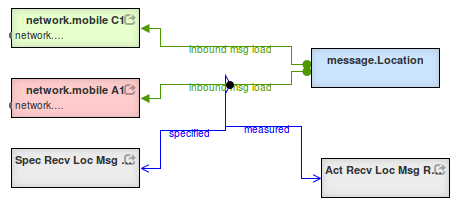 network.mobile C1
network....
inbound msg load
message.Location
network.mobile A1
network....
inbound msg load
specified
measured
Spec Recv Loc Msg ...
Act Recv Loc Msg R...